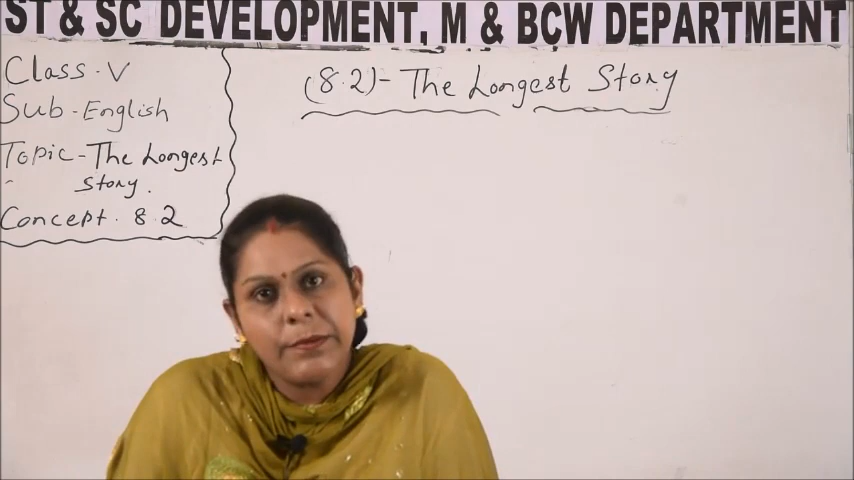 ST & SC DEVELOPMENT, M & BCW DEPARTMENT
Class. V
Sub - English
Topic - The Longest
Story.
Concept. 8.2
(8.2) - The Longest Story